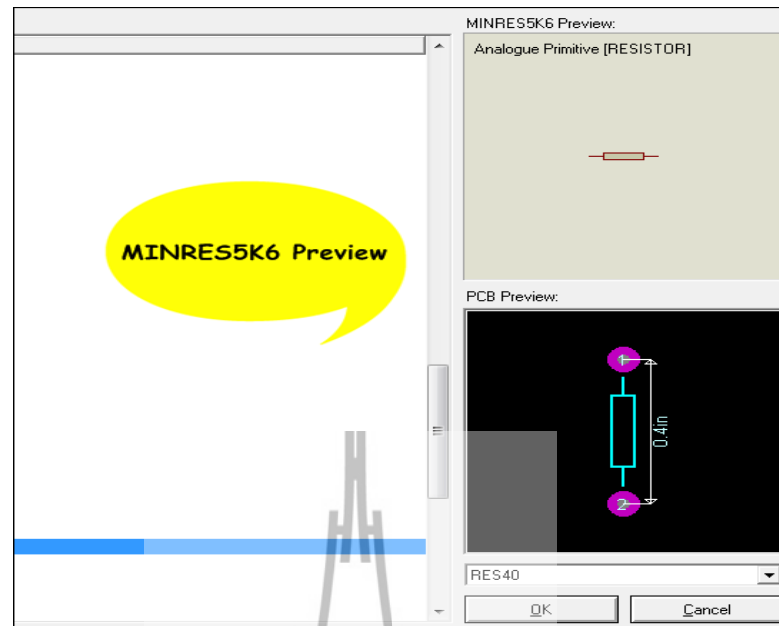 MINRES5K6 Preview:
Analogue Primitive [RESISTOR]
MINRES5K6 Preview
PCB Preview:
1
0.4in
2
RES40
OK
Cancel